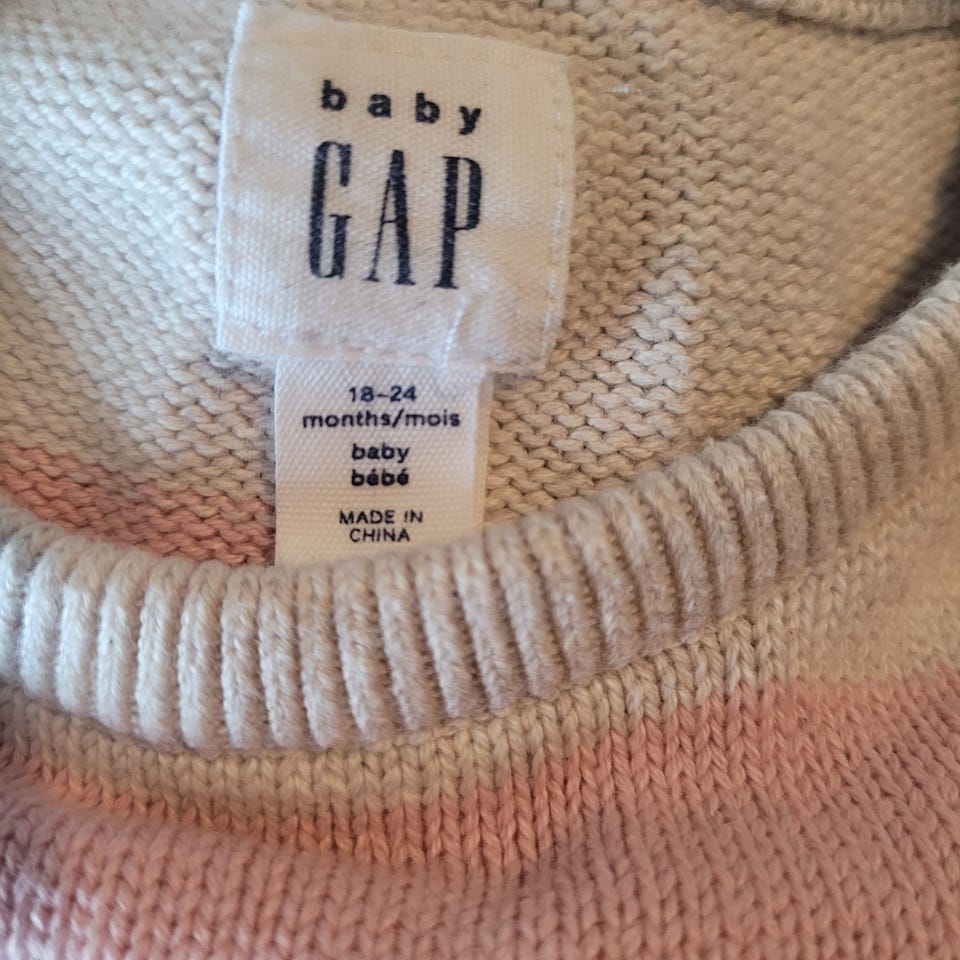 baby
GAP
18-24
months/mois
baby
bébé
MADE IN
CHINA